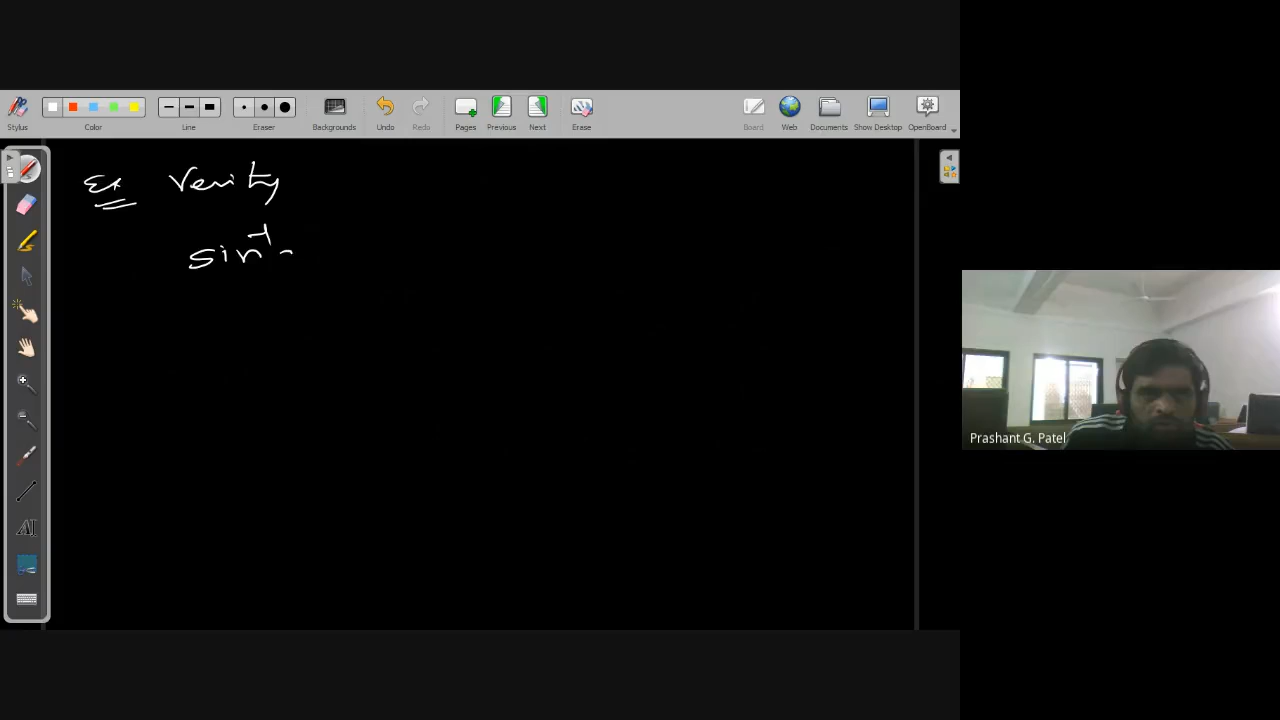 Stylus Color Line Eraser Backgrounds Undo Redo Pages Previous Next Erase Board Web Documents Show Desktop OpenBoard
Ex Verify
sin⁻¹ -
Prashant G. Patel